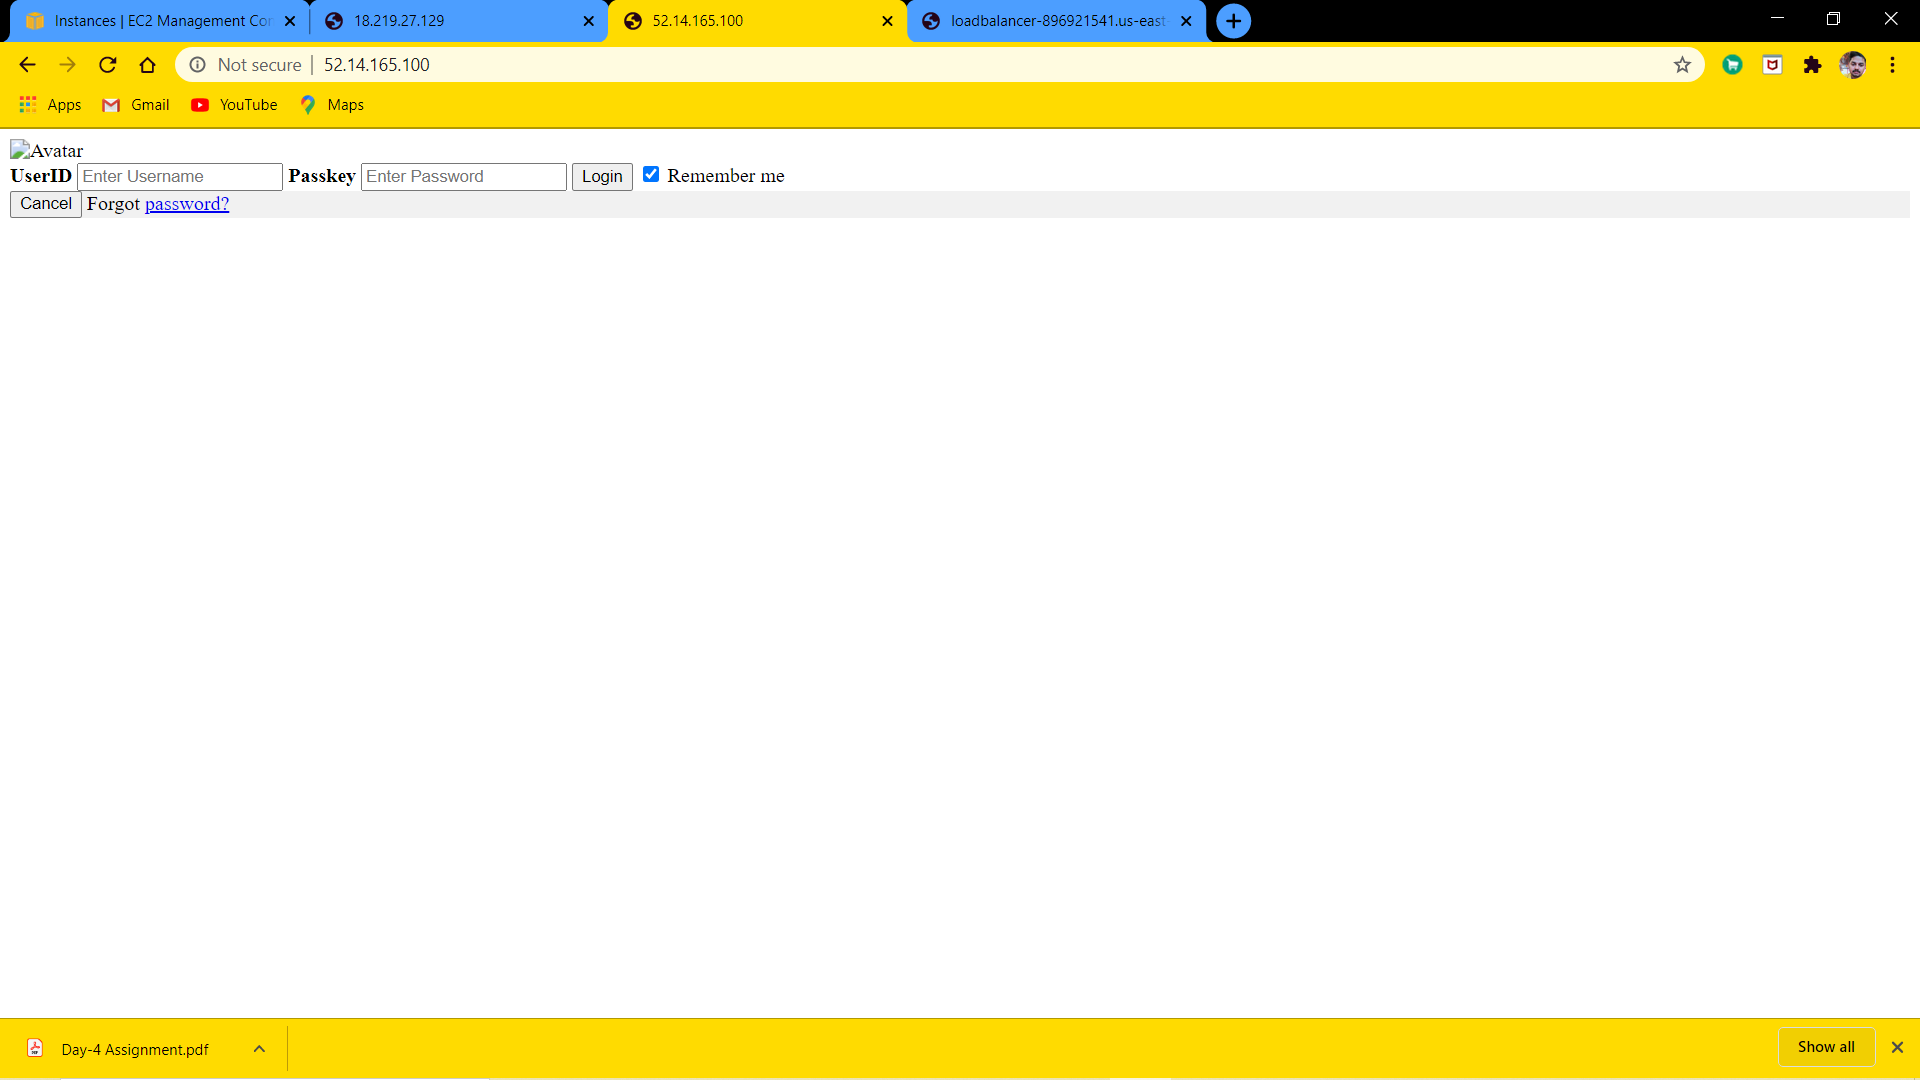 Instances | EC2 Management Con
18.219.27.129
52.14.165.100
loadbalancer-896921541.us-east-
Not secure | 52.14.165.100
Apps
Gmail
YouTube
Maps
Avatar
UserID Enter Username Passkey Enter Password Login Remember me
Cancel Forgot password?
Day-4 Assignment.pdf
Show all